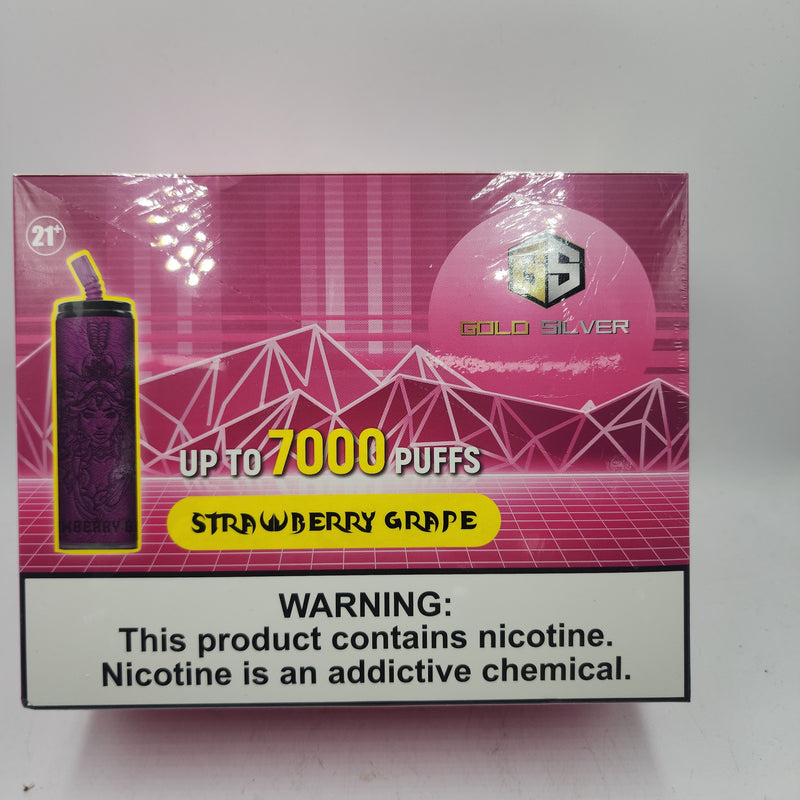 21+
GS
GOLD SILVER
UP TO 7000 PUFFS
STRAWBERRY GRAPE
WBERRY G
WARNING:
This product contains nicotine.
Nicotine is an addictive chemical.